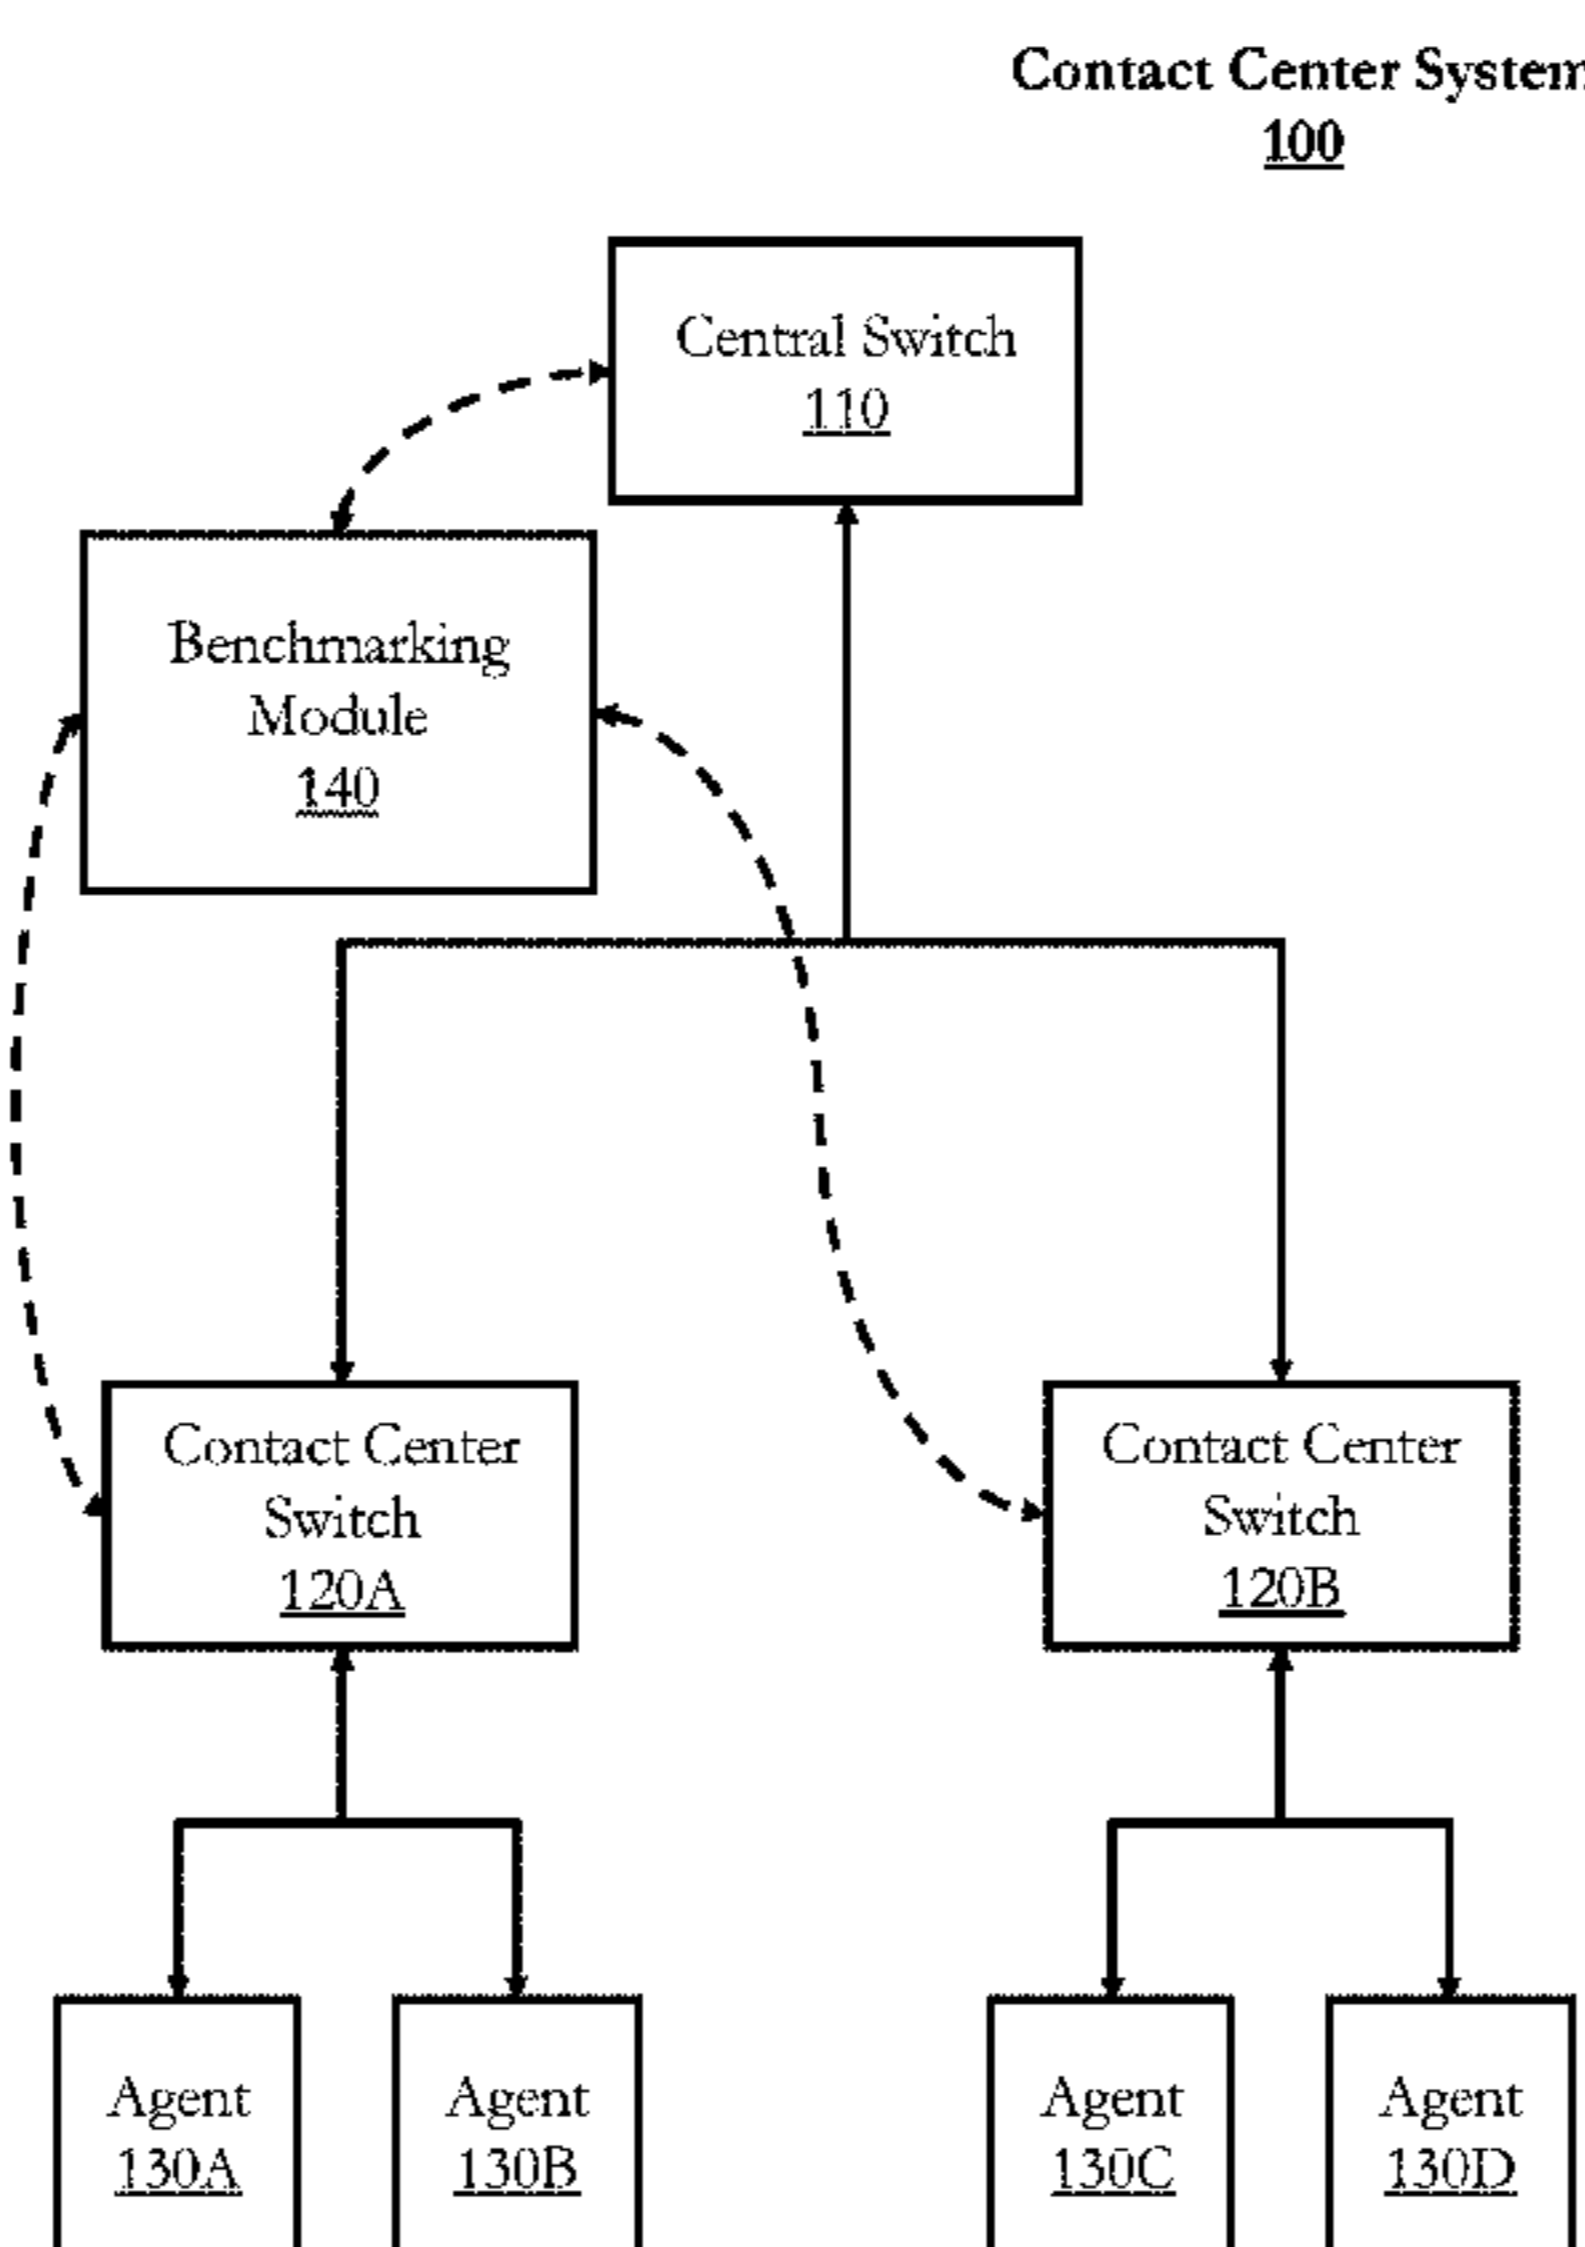 Contact Center System
100
Central Switch
110
Benchmarking
Module
140
Contact Center
Switch
120A
Contact Center
Switch
120B
Agent
130A
Agent
130B
Agent
130C
Agent
130D